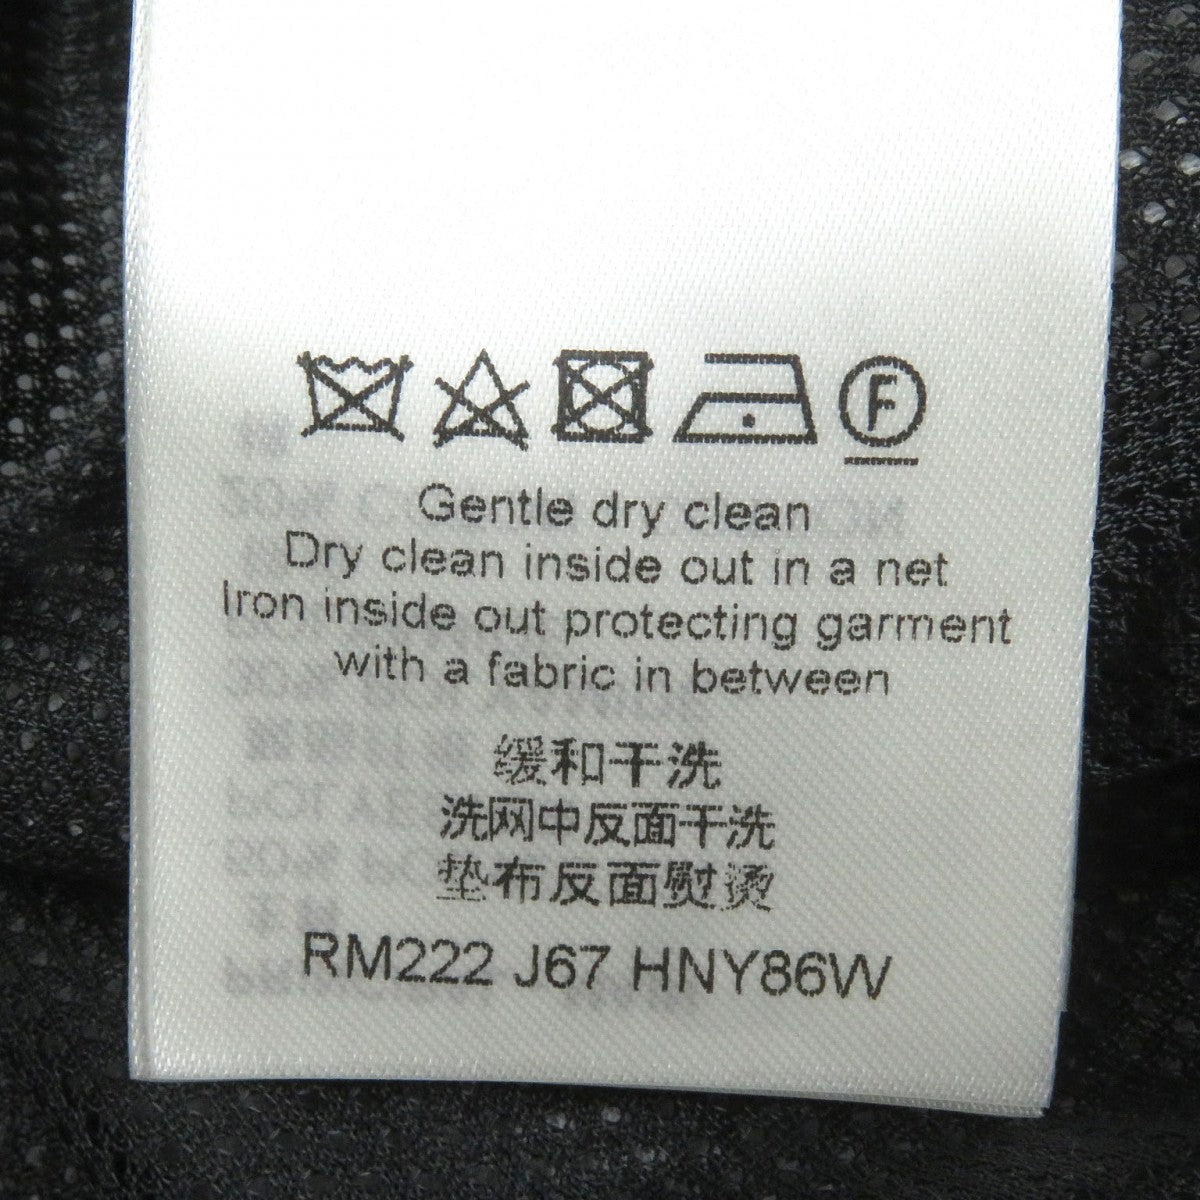 F
Gentle dry clean
Dry clean inside out in a net
Iron inside out protecting garment
with a fabric in between
缓和干洗
洗网中反面干洗
垫布反面熨烫
RM222 J67 HNY86W